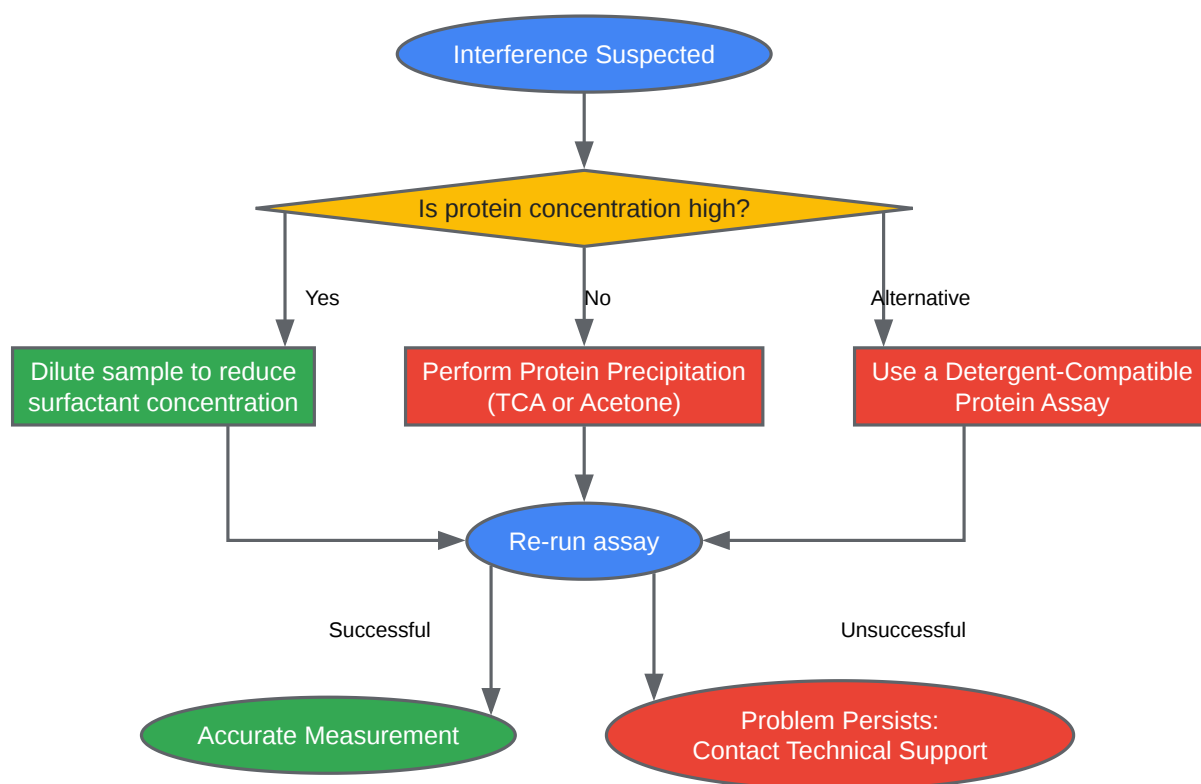 Interference Suspected
Is protein concentration high?
Yes
No
Alternative
Dilute sample to reduce
surfactant concentration
Perform Protein Precipitation
(TCA or Acetone)
Use a Detergent-Compatible
Protein Assay
Re-run assay
Successful
Unsuccessful
Accurate Measurement
Problem Persists:
Contact Technical Support